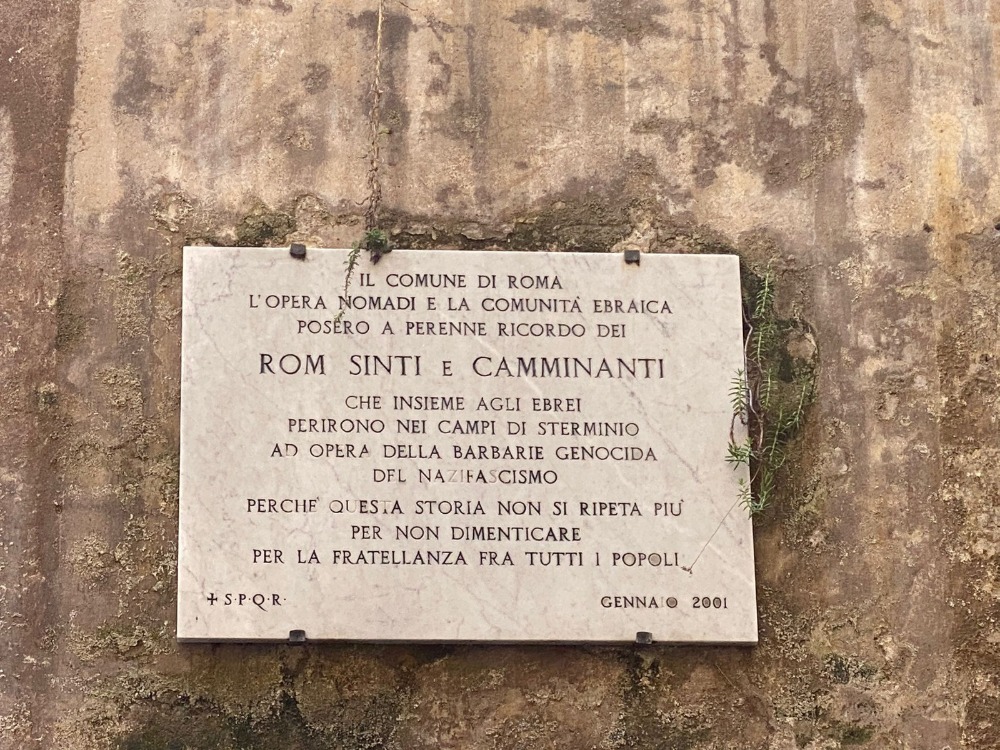 IL COMUNE DI ROMA
L'OPERA NOMADI E LA COMUNITA' EBRAICA
POSERO A PERENNE RICORDO DEI
ROM SINTI E CAMMINANTI
CHE INSIEME AGLI EBREI
PERIRONO NEI CAMPI DI STERMINIO
AD OPERA DELLA BARBARIE GENOCIDA
DEL NAZIFASCISMO
PERCHE' QUESTA STORIA NON SI RIPETA PIU'
PER NON DIMENTICARE
PER LA FRATELLANZA FRA TUTTI I POPOLI
✝ S·P·Q·R· GENNAIO 2001